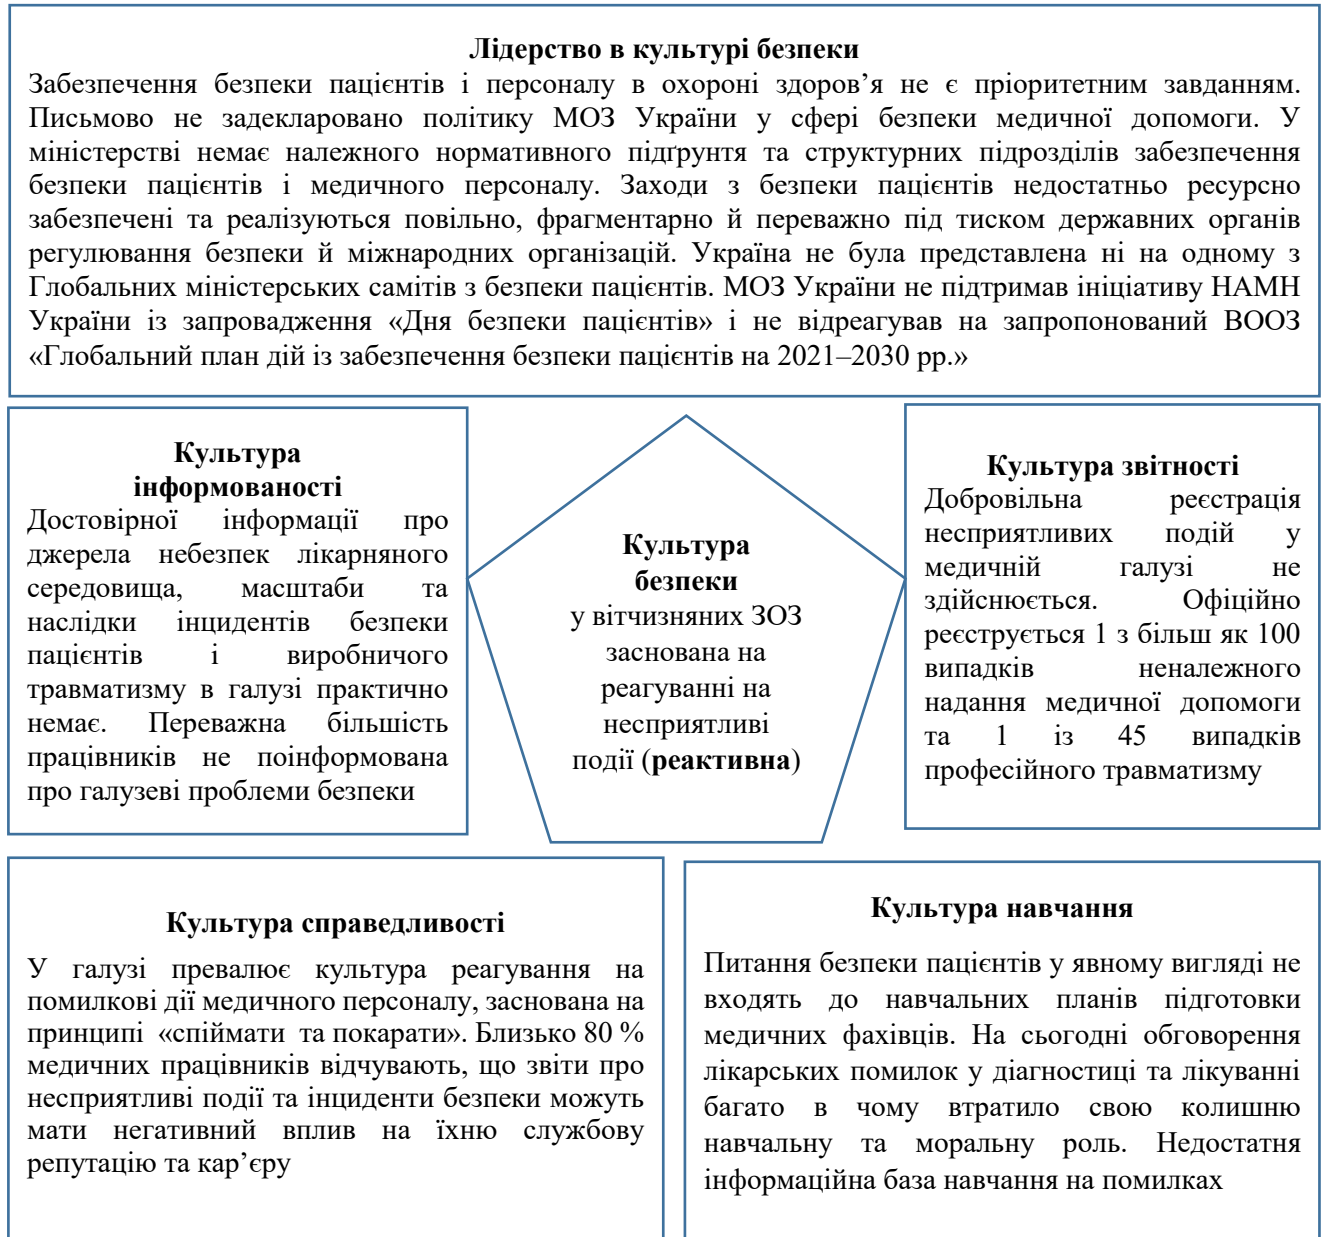 Лідерство в культурі безпеки
Забезпечення безпеки пацієнтів і персоналу в охороні здоров’я не є пріоритетним завданням.
Письмово не задекларовано політику МОЗ України у сфері безпеки медичної допомоги. У
міністерстві немає належного нормативного підґрунтя та структурних підрозділів забезпечення
безпеки пацієнтів і медичного персоналу. Заходи з безпеки пацієнтів недостатньо ресурсно
забезпечені та реалізуються повільно, фрагментарно й переважно під тиском державних органів
регулювання безпеки й міжнародних організацій. Україна не була представлена ні на одному з
Глобальних міністерських самітів з безпеки пацієнтів. МОЗ України не підтримав ініціативу НАМН
України із запровадження «Дня безпеки пацієнтів» і не відреагував на запропонований ВООЗ
«Глобальний план дій із забезпечення безпеки пацієнтів на 2021–2030 рр.»
Культура
інформованості
Достовірної інформації про
джерела небезпек лікарняного
середовища, масштаби та
наслідки інцидентів безпеки
пацієнтів і виробничого
травматизму в галузі практично
немає. Переважна більшість
працівників не поінформована
про галузеві проблеми безпеки
Культура
безпеки
у вітчизняних ЗОЗ
заснована на
реагуванні на
несприятливі
події (реактивна)
Культура звітності
Добровільна реєстрація
несприятливих подій у
медичній галузі не
здійснюється. Офіційно
реєструється 1 з більш як 100
випадків неналежного
надання медичної допомоги
та 1 із 45 випадків
професійного травматизму
Культура справедливості
У галузі превалює культура реагування на
помилкові дії медичного персоналу, заснована на
принципі «спіймати та покарати». Близько 80 %
медичних працівників відчувають, що звіти про
несприятливі події та інциденти безпеки можуть
мати негативний вплив на їхню службову
репутацію та кар’єру
Культура навчання
Питання безпеки пацієнтів у явному вигляді не
входять до навчальних планів підготовки
медичних фахівців. На сьогодні обговорення
лікарських помилок у діагностиці та лікуванні
багато в чому втратило свою колишню
навчальну та моральну роль. Недостатня
інформаційна база навчання на помилках